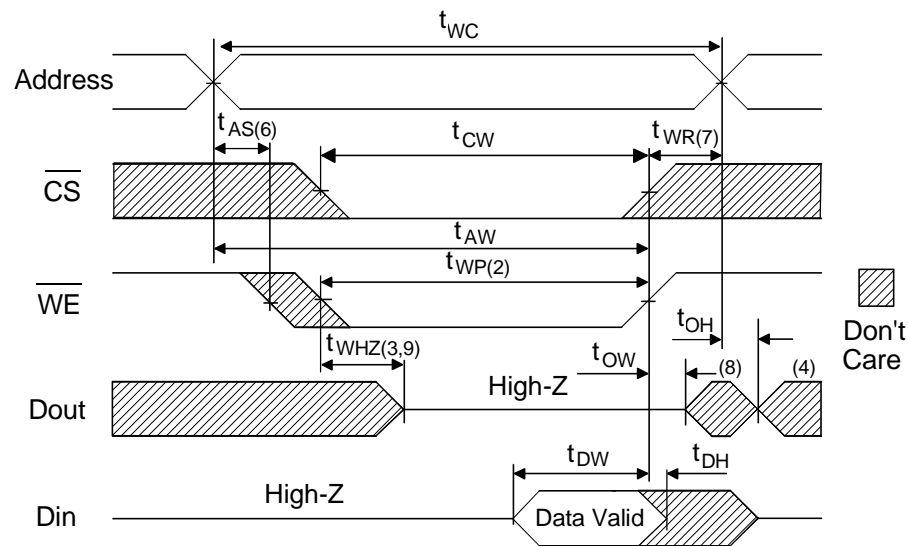 tWC
Address
tAS(6)
tCW
tWR(7)
CS
tAW
tWP(2)
WE
tWHZ(3,9)
tOW
tOH
Don't
Care
Dout
High-Z
(8)
(4)
tDW
tDH
Din
High-Z
Data Valid